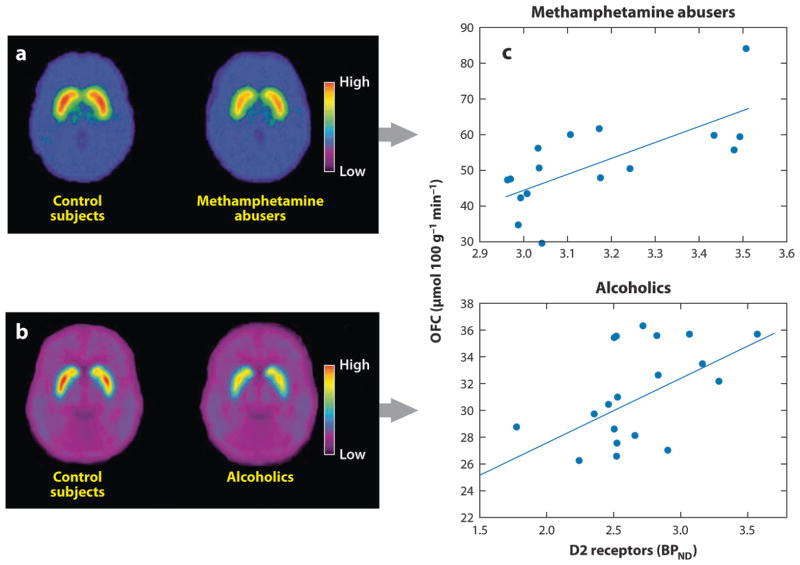 a
High
Low
Control
subjects
Methamphetamine
abusers
b
High
Low
Control
subjects
Alcoholics
c
Methamphetamine abusers
90
80
70
60
50
40
30
2.9 3.0 3.1 3.2 3.3 3.4 3.5 3.6
OFC (µmol 100 g⁻¹ min⁻¹)
Alcoholics
38
36
34
32
30
28
26
24
22
1.5 2.0 2.5 3.0 3.5
D2 receptors (BP_ND)